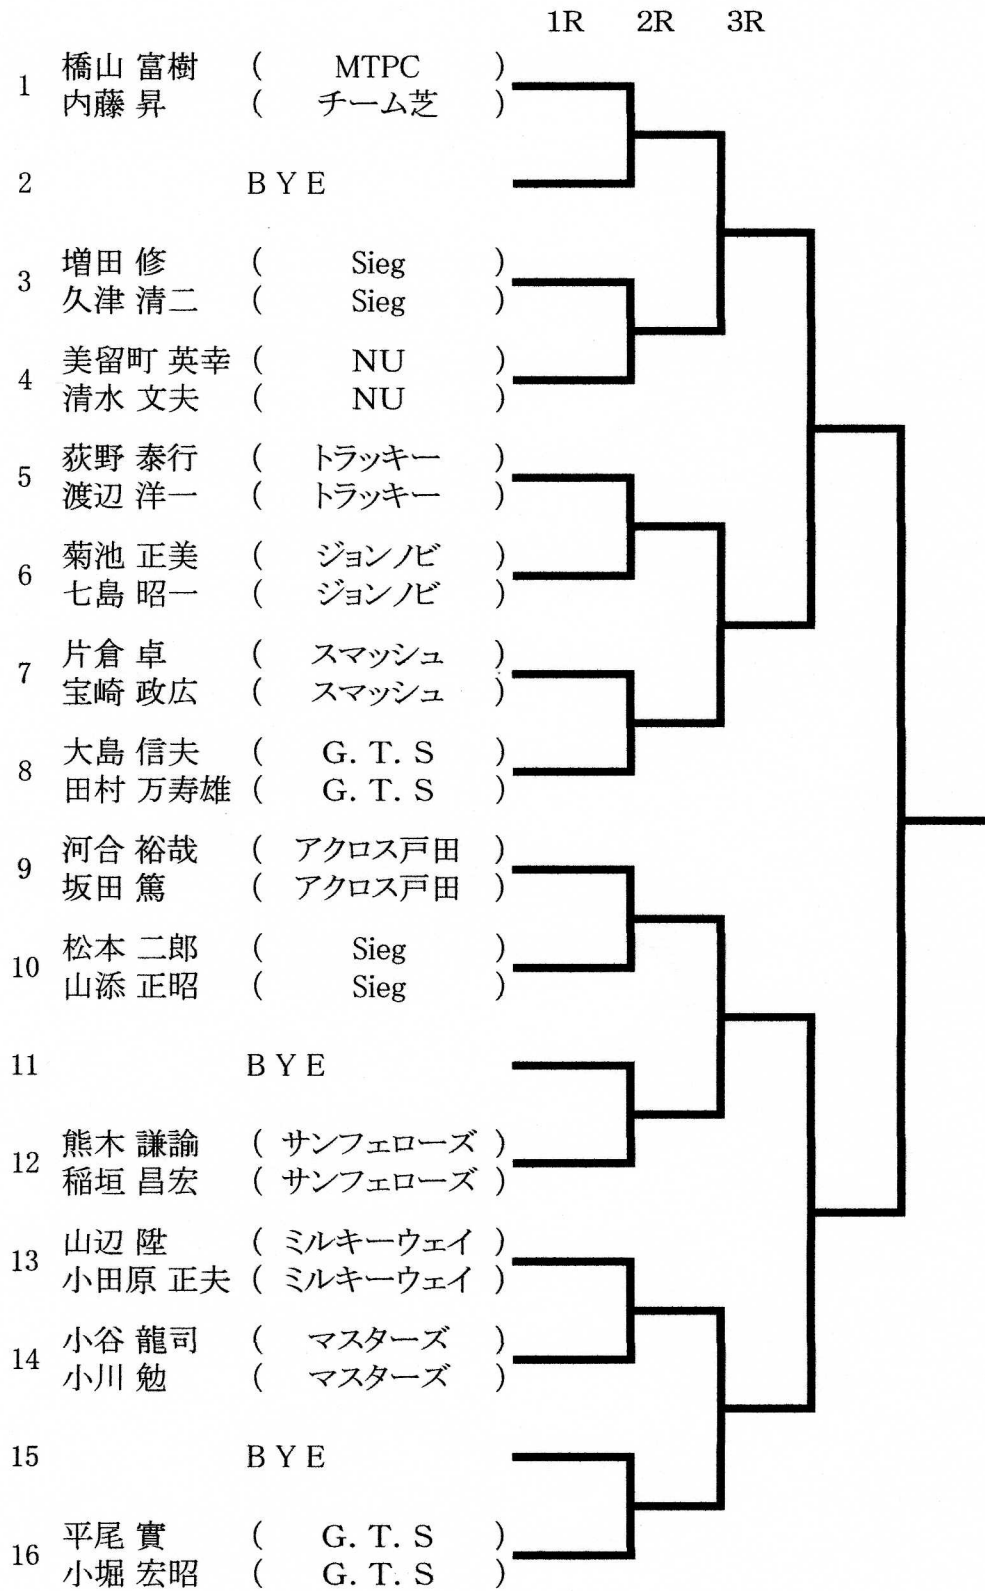 1R 2R 3R
橋山 富樹 ( MTPC )
1
内藤 昇 ( チーム芝 )
2 B Y E
増田 修 ( Sieg )
3
久津 清二 ( Sieg )
美留町 英幸 ( NU )
4
清水 文夫 ( NU )
荻野 泰行 ( トラッキー )
5
渡辺 洋一 ( トラッキー )
菊池 正美 ( ジョンノビ )
6
七島 昭一 ( ジョンノビ )
片倉 卓 ( スマッシュ )
7
宝崎 政広 ( スマッシュ )
大島 信夫 ( G. T. S )
8
田村 万寿雄 ( G. T. S )
河合 裕哉 ( アクロス戸田 )
9
坂田 篤 ( アクロス戸田 )
松本 二郎 ( Sieg )
10
山添 正昭 ( Sieg )
11 B Y E
熊木 謙諭 ( サンフェローズ )
12
稲垣 昌宏 ( サンフェローズ )
山辺 陞 ( ミルキーウェイ )
13
小田原 正夫 ( ミルキーウェイ )
小谷 龍司 ( マスターズ )
14
小川 勉 ( マスターズ )
15 B Y E
平尾 實 ( G. T. S )
16
小堀 宏昭 ( G. T. S )